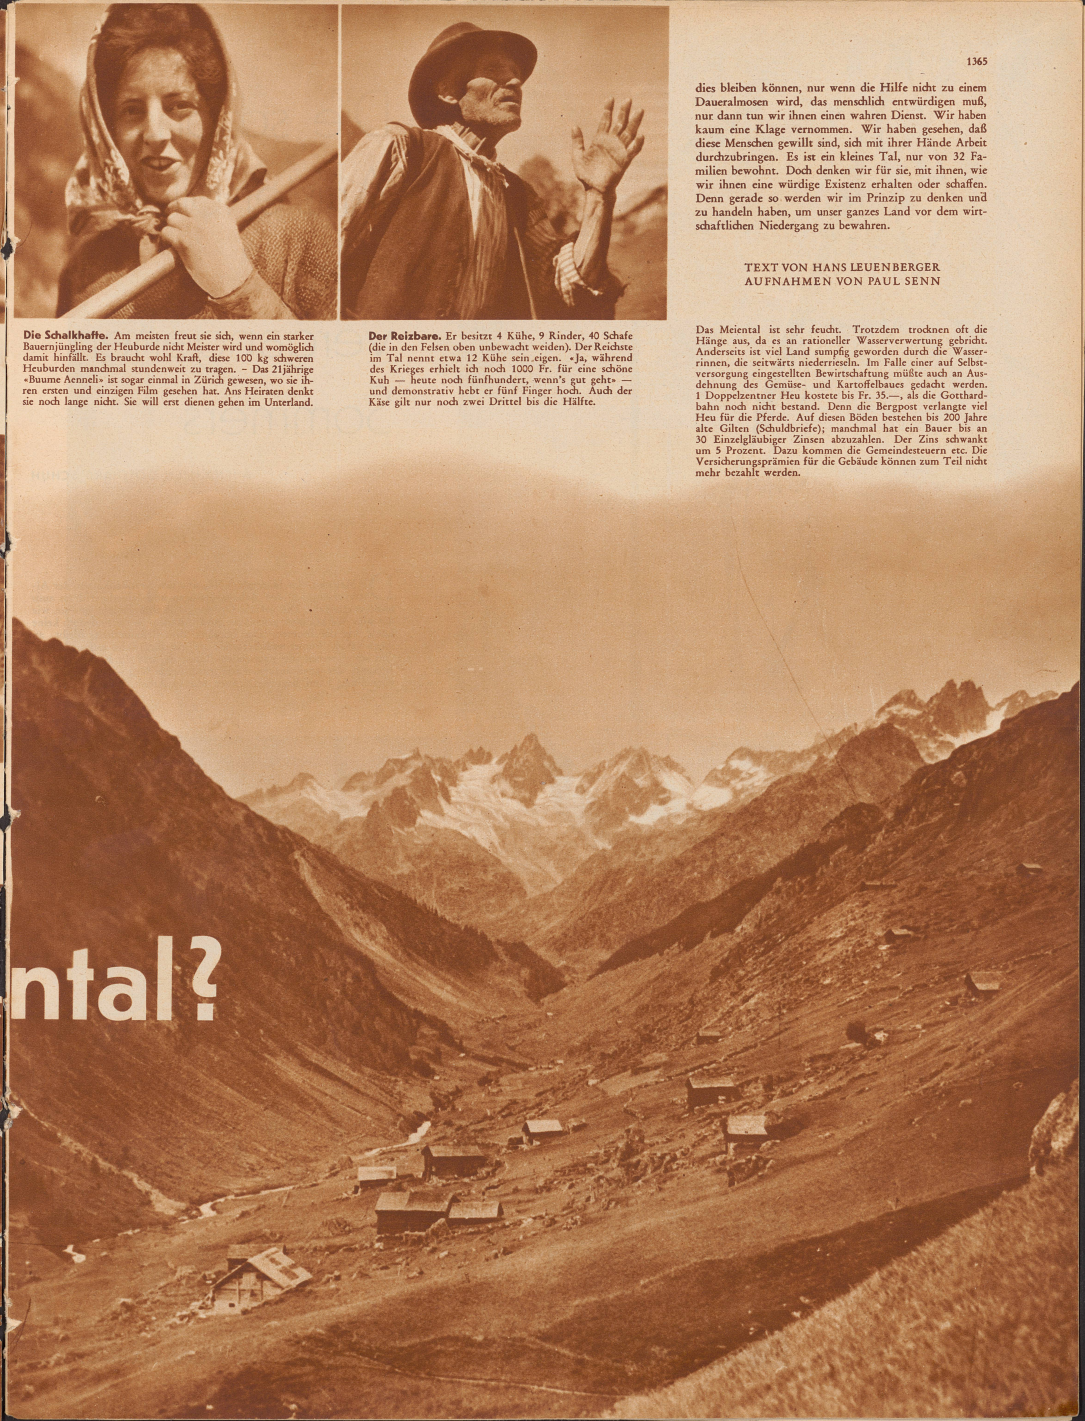 1365
dies bleiben können, nur wenn die Hilfe nicht zu einem
Daueralmosen wird, das menschlich entwürdigen muß,
nur dann tun wir ihnen einen wahren Dienst. Wir haben
kaum eine Klage vernommen. Wir haben gesehen, daß
diese Menschen gewillt sind, sich mit ihrer Hände Arbeit
durchzubringen. Es ist ein kleines Tal, nur von 32 Fa-
milien bewohnt. Doch denken wir für sie, mit ihnen, wie
wir ihnen eine würdige Existenz erhalten oder schaffen.
Denn gerade so werden wir im Prinzip zu denken und
zu handeln haben, um unser ganzes Land vor dem wirt-
schaftlichen Niedergang zu bewahren.
TEXT VON HANS LEUENBERGER
AUFNAHMEN VON PAUL SENN
Die Schalkhafte. Am meisten freut sie sich, wenn ein starker
Bauernjüngling der Heuburde nicht Meister wird und womöglich
damit hinfällt. Es braucht wohl Kraft, diese 100 kg schweren
Heuburden manchmal stundenweit zu tragen. – Das 21jährige
«Buume Aenneli» ist sogar einmal in Zürich gewesen, wo sie ih-
ren ersten und einzigen Film gesehen hat. Ans Heiraten denkt
sie noch lange nicht. Sie will erst dienen gehen im Unterland.
Der Reizbare. Er besitzt 4 Kühe, 9 Rinder, 40 Schafe
(die in den Felsen oben unbewacht weiden). Der Reichste
im Tal nennt etwa 12 Kühe sein eigen. «Ja, während
des Krieges erhielt ich noch 1000 Fr. für eine schöne
Kuh — heute noch fünfhundert, wenn's gut geht» —
und demonstrativ hebt er fünf Finger hoch. Auch der
Käse gilt nur noch zwei Drittel bis die Hälfte.
Das Meiental ist sehr feucht. Trotzdem trocknen oft die
Hänge aus, da es an rationeller Wasserverwertung gebricht.
Anderseits ist viel Land sumpfig geworden durch die Wasser-
rinnen, die seitwärts niederrieseln. Im Falle einer auf Selbst-
versorgung eingestellten Bewirtschaftung müßte auch an Aus-
dehnung des Gemüse- und Kartoffelbaues gedacht werden.
1 Doppelzentner Heu kostete bis Fr. 35.—, als die Gotthard-
bahn noch nicht bestand. Denn die Bergpost verlangte viel
Heu für die Pferde. Auf diesen Böden bestehen bis 200 Jahre
alte Gilten (Schuldbriefe); manchmal hat ein Bauer bis an
30 Einzelgläubiger Zinsen abzuzahlen. Der Zins schwankt
um 5 Prozent. Dazu kommen die Gemeindesteuern etc. Die
Versicherungsprämien für die Gebäude können zum Teil nicht
mehr bezahlt werden.
ntal?